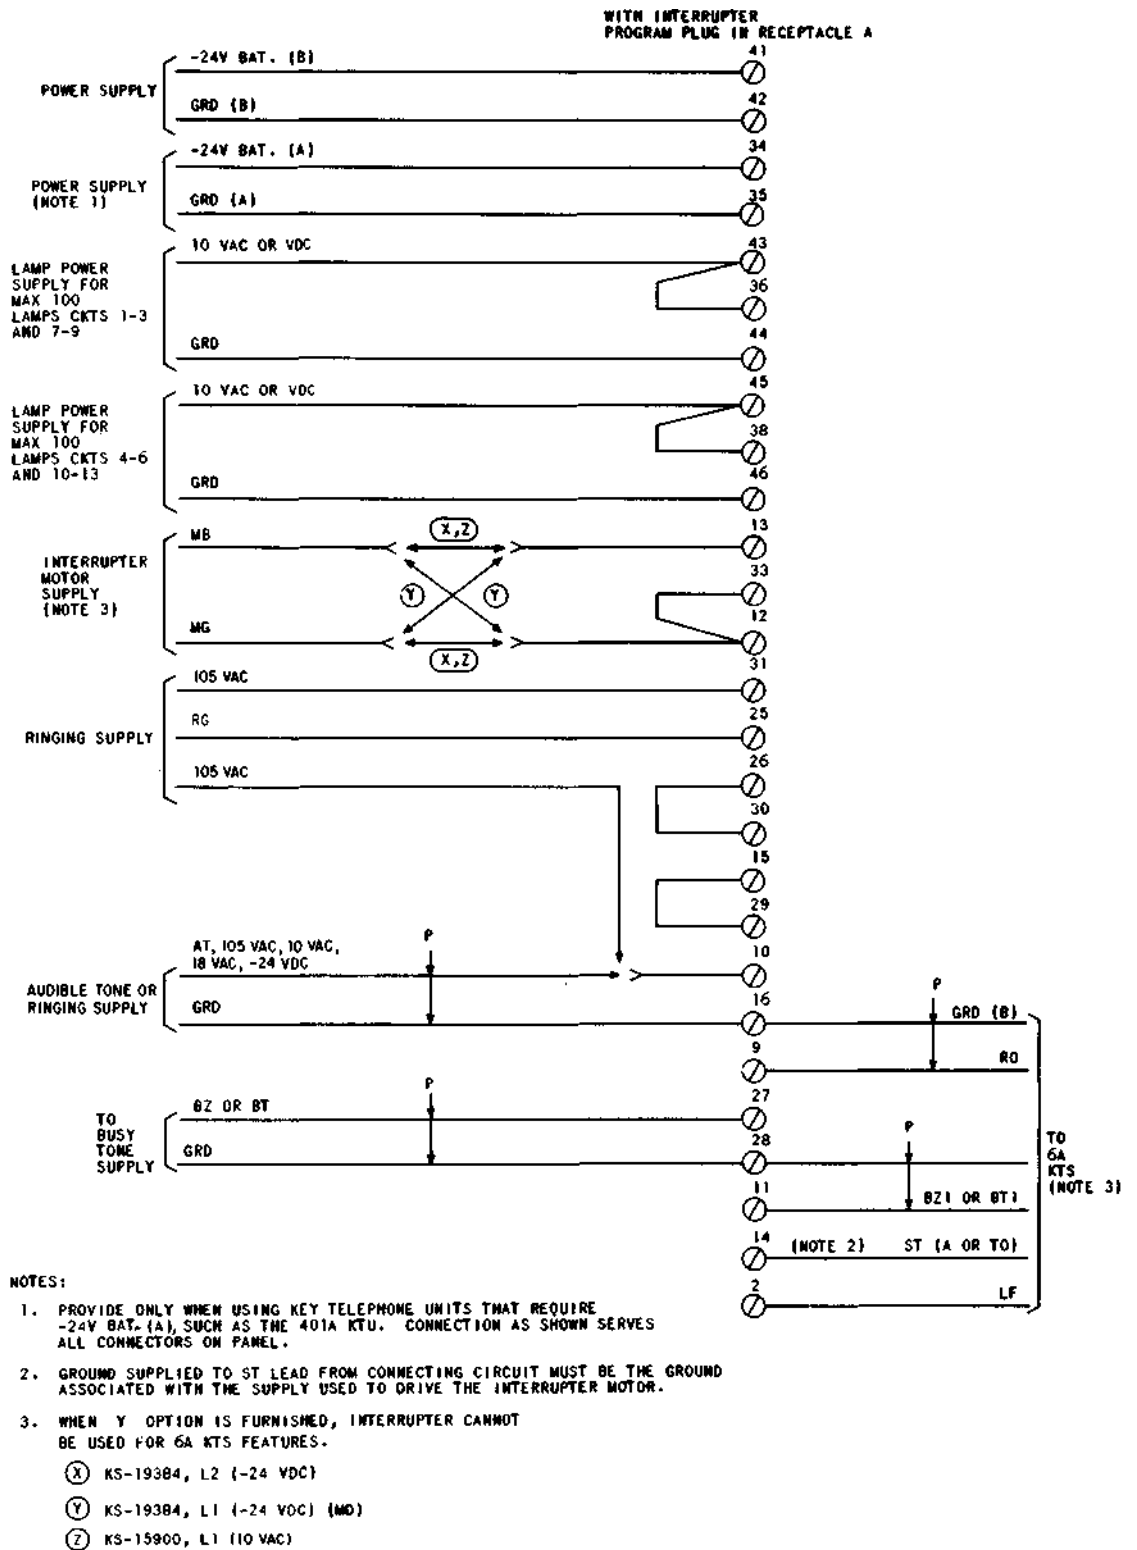 WITH INTERRUPTER
PROGRAM PLUG IN RECEPTACLE A
POWER SUPPLY
-24V BAT. (B)
41
GRD (B)
42
POWER SUPPLY
(NOTE 1)
-24V BAT. (A)
34
GRD (A)
35
LAMP POWER
SUPPLY FOR
MAX 100
LAMPS CKTS 1-3
AND 7-9
10 VAC OR VDC
43
36
GRD
44
LAMP POWER
SUPPLY FOR
MAX 100
LAMPS CKTS 4-6
AND 10-13
10 VAC OR VDC
45
38
GRD
46
INTERRUPTER
MOTOR
SUPPLY
(NOTE 3)
MB
X,Z
13
33
Y
Y
MG
X,Z
12
RINGING SUPPLY
105 VAC
31
RG
25
105 VAC
26
30
15
29
AUDIBLE TONE OR
RINGING SUPPLY
AT, 105 VAC, 10 VAC,
18 VAC, -24 VDC
P
10
GRD
16
P
GRD (B)
9
RO
TO
BUSY
TONE
SUPPLY
BZ OR BT
P
27
GRD
28
P
11
BZ1 OR BT1
14
(NOTE 2) ST (A OR TO)
2
LF
TO
6A
KTS
(NOTE 3)
NOTES:
1. PROVIDE ONLY WHEN USING KEY TELEPHONE UNITS THAT REQUIRE
-24V BAT. (A), SUCH AS THE 401A KTU. CONNECTION AS SHOWN SERVES
ALL CONNECTORS ON PANEL.
2. GROUND SUPPLIED TO ST LEAD FROM CONNECTING CIRCUIT MUST BE THE GROUND
ASSOCIATED WITH THE SUPPLY USED TO DRIVE THE INTERRUPTER MOTOR.
3. WHEN Y OPTION IS FURNISHED, INTERRUPTER CANNOT
BE USED FOR 6A KTS FEATURES.
X KS-19384, L2 (-24 VDC)
Y KS-19384, L1 (-24 VDC) (MD)
Z KS-15900, L1 (10 VAC)